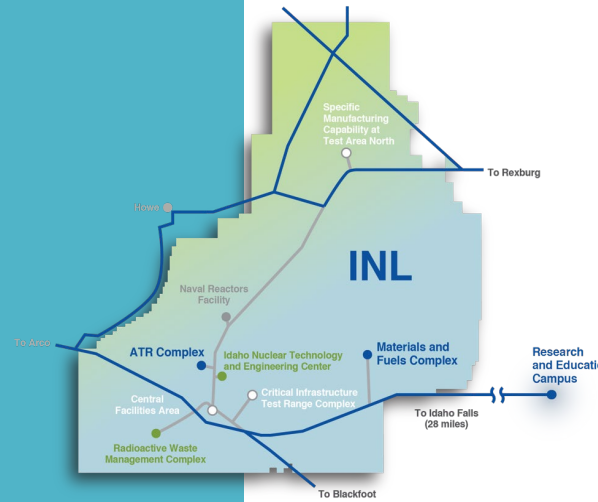 Specific
Manufacturing
Capability at
Test Area North
To Rexburg
Howe
INL
Naval Reactors
Facility
To Arco
ATR Complex
Idaho Nuclear Technology
and Engineering Center
Materials and
Fuels Complex
Research
and Educati
Campus
Central
Facilities Area
Critical Infrastructure
Test Range Complex
To Idaho Falls
(28 miles)
Radioactive Waste
Management Complex
To Blackfoot